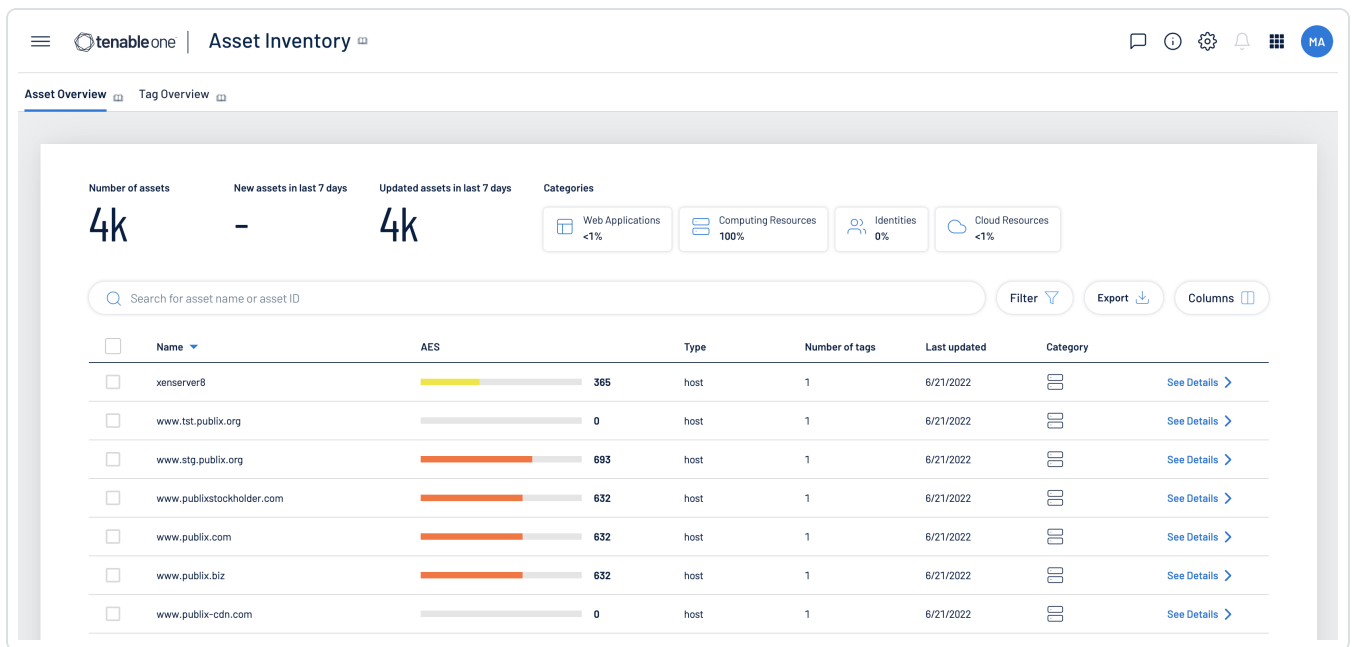 tenable one Asset Inventory
MA
Asset Overview Tag Overview
Number of assets New assets in last 7 days Updated assets in last 7 days Categories
4k - 4k
Web Applications Computing Resources Identities Cloud Resources
<1% 100% 0% <1%
Search for asset name or asset ID Filter Export Columns
Name AES Type Number of tags Last updated Category
xenserver8 365 host 1 6/21/2022 See Details
www.tst.publix.org 0 host 1 6/21/2022 See Details
www.stg.publix.org 693 host 1 6/21/2022 See Details
www.publixstockholder.com 632 host 1 6/21/2022 See Details
www.publix.com 632 host 1 6/21/2022 See Details
www.publix.biz 632 host 1 6/21/2022 See Details
www.publix-cdn.com 0 host 1 6/21/2022 See Details